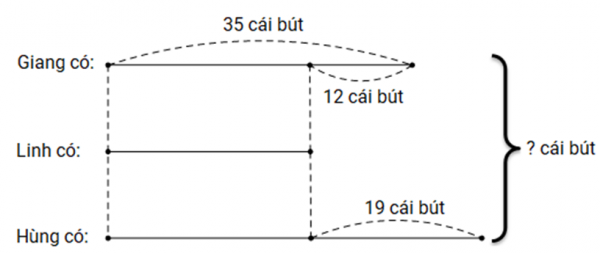 35 cái bút
Giang có:
12 cái bút
Linh có:
? cái bút
19 cái bút
Hùng có: